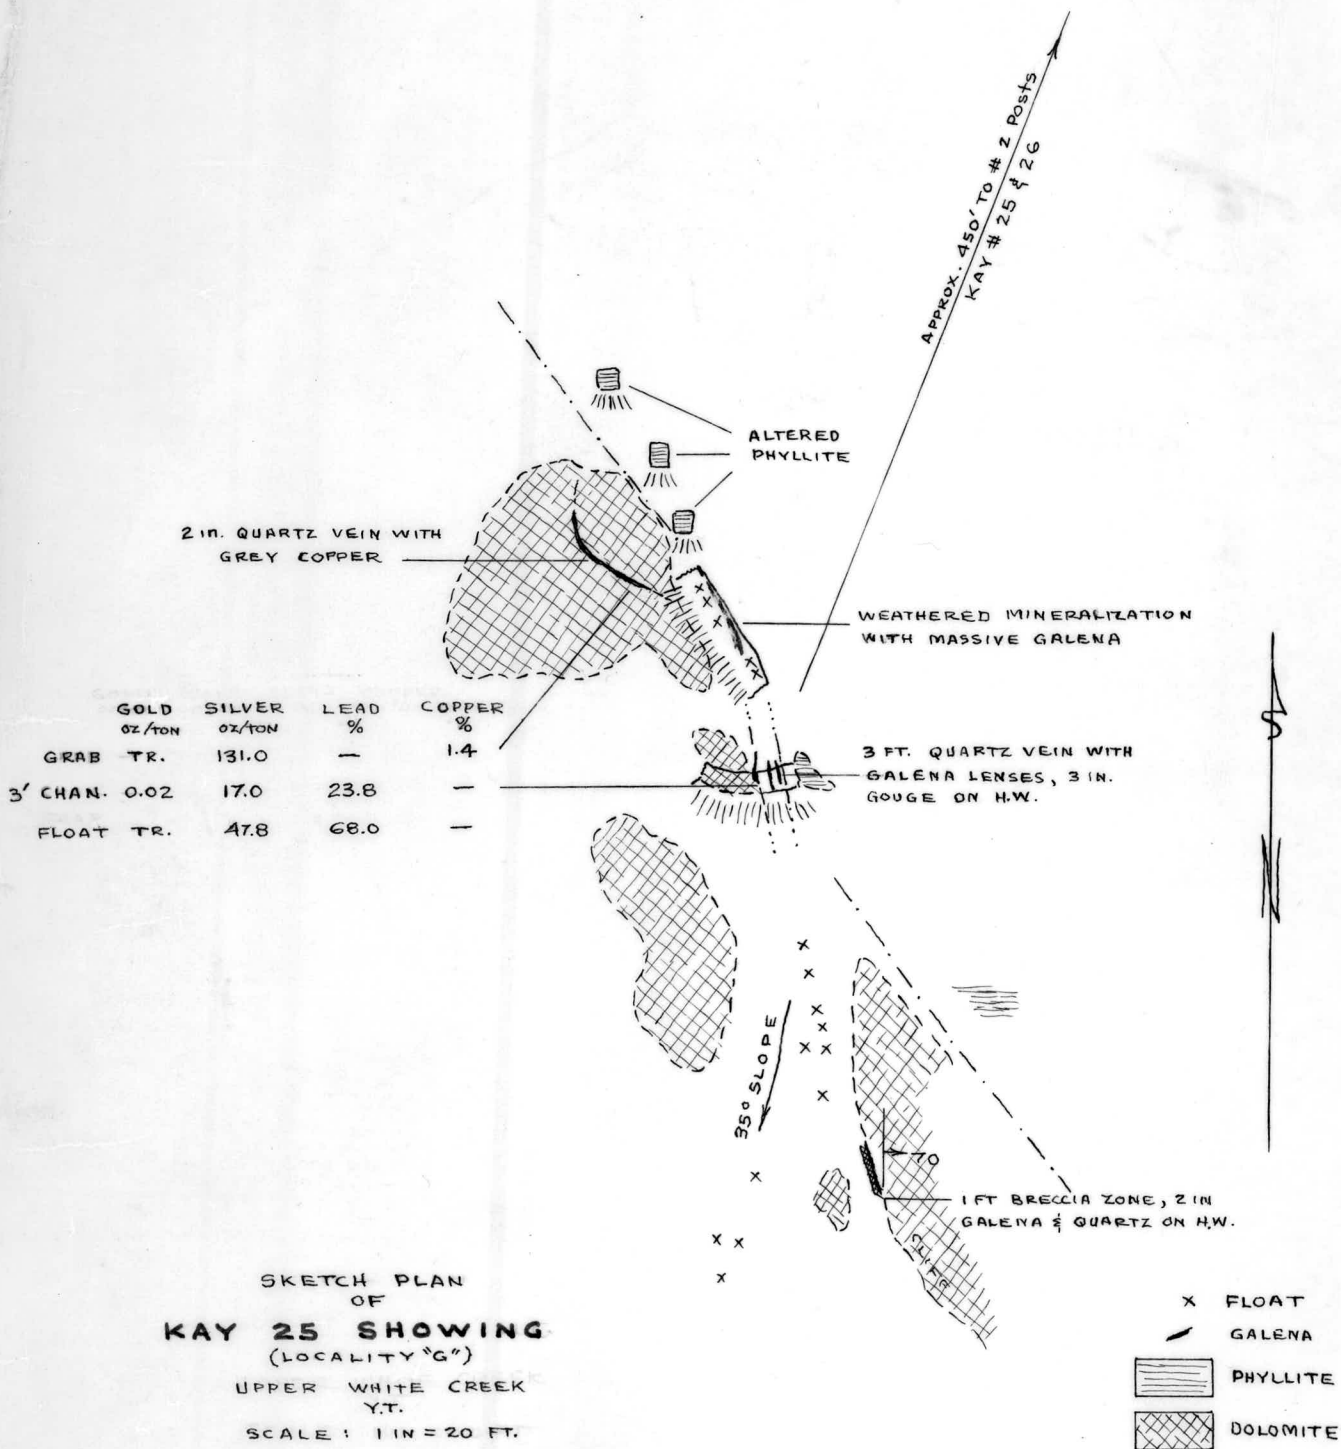 APPROX. 450' TO # 2 POSTS
KAY # 25 & 26
ALTERED
PHYLLITE
2 in. QUARTZ VEIN WITH
GREY COPPER
WEATHERED MINERALIZATION
WITH MASSIVE GALENA
GOLD SILVER LEAD COPPER
OZ/TON OZ/TON % %
GRAB TR. 131.0 — 1.4
3' CHAN. 0.02 17.0 23.8 —
FLOAT TR. 47.8 68.0 —
3 FT. QUARTZ VEIN WITH
GALENA LENSES, 3 IN.
GOUGE ON H.W.
N
35° SLOPE
70
1 FT BRECCIA ZONE, 2 IN
GALENA & QUARTZ ON H.W.
CLIFF
SKETCH PLAN
OF
KAY 25 SHOWING
(LOCALITY "G")
UPPER WHITE CREEK
Y.T.
SCALE: 1 IN = 20 FT.
X FLOAT
GALENA
PHYLLITE
DOLOMITE